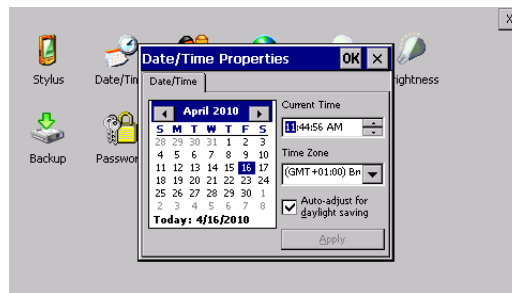 X
Date/Time Properties OK ×
Stylus Date/Tin ightness
Date/Time
April 2010
Current Time
S M T W T F S
11:44:56 AM
28 29 30 31 1 2 3
4 5 6 7 8 9 10
Time Zone
Backup Passwor
11 12 13 14 15 16 17
(GMT+01:00) Br
18 19 20 21 22 23 24
25 26 27 28 29 30 1
Auto-adjust for
2 3 4 5 6 7 8
daylight saving
Today: 4/16/2010
Apply